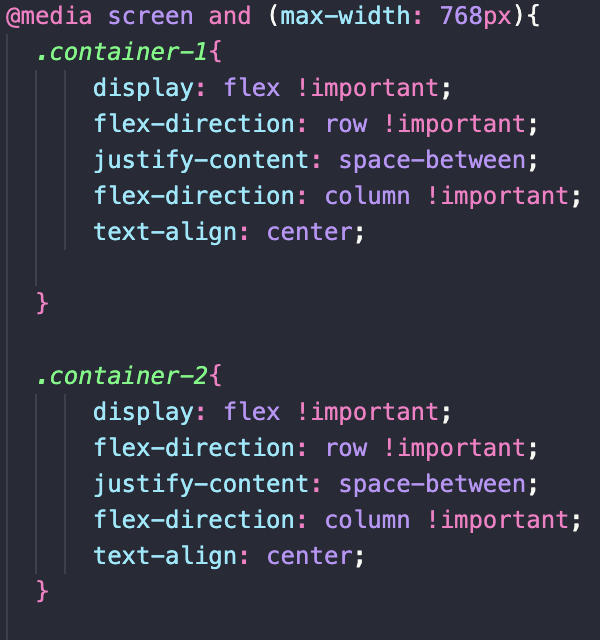 @media screen and (max-width: 768px){
.container-1{
display: flex !important;
flex-direction: row !important;
justify-content: space-between;
flex-direction: column !important;
text-align: center;
}
.container-2{
display: flex !important;
flex-direction: row !important;
justify-content: space-between;
flex-direction: column !important;
text-align: center;
}